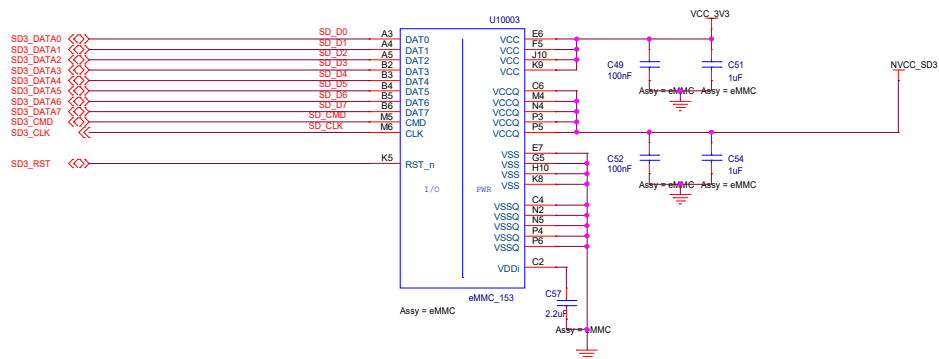 U10003
VCC_3V3
SD3_DATA0 SD_D0 A3 DAT0 VCC E6
SD3_DATA1 SD_D1 A4 DAT1 VCC F5
SD3_DATA2 SD_D2 A5 DAT2 VCC J10
SD3_DATA3 SD_D3 B2 DAT3 VCC K9
SD3_DATA4 SD_D4 B3 DAT4
SD3_DATA5 SD_D5 B4 DAT5 VCCQ C6
SD3_DATA6 SD_D6 B5 DAT6 VCCQ M4
SD3_DATA7 SD_D7 B6 DAT7 VCCQ N4
SD3_CMD SD_CMD M5 CMD VCCQ P3
SD3_CLK SD_CLK M6 CLK VCCQ P5
C49
100nF
C51
1uF
Assy = eMMC Assy = eMMC
NVCC_SD3
SD3_RST K5 RST_n
VSS E7
VSS G5
VSS H10
VSS K8
I/O PWR
VSSQ C4
VSSQ N2
VSSQ N5
VSSQ P4
VSSQ P6
VDDi C2
C52
100nF
C54
1uF
Assy = eMMC Assy = eMMC
eMMC_153
Assy = eMMC
C57
2.2uF
Assy = eMMC